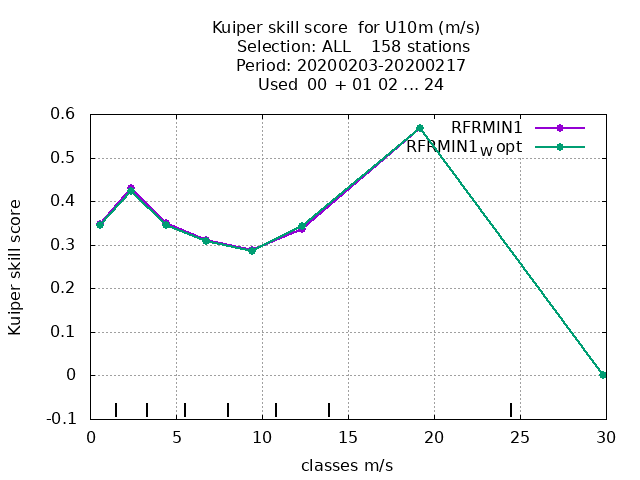 Kuiper skill score for U10m (m/s)
Selection: ALL 158 stations
Period: 20200203-20200217
Used 00 + 01 02 ... 24
RFRMIN1
RFRMIN1W opt
Kuiper skill score
0.6
0.5
0.4
0.3
0.2
0.1
0
-0.1
0 5 10 15 20 25 30
classes m/s